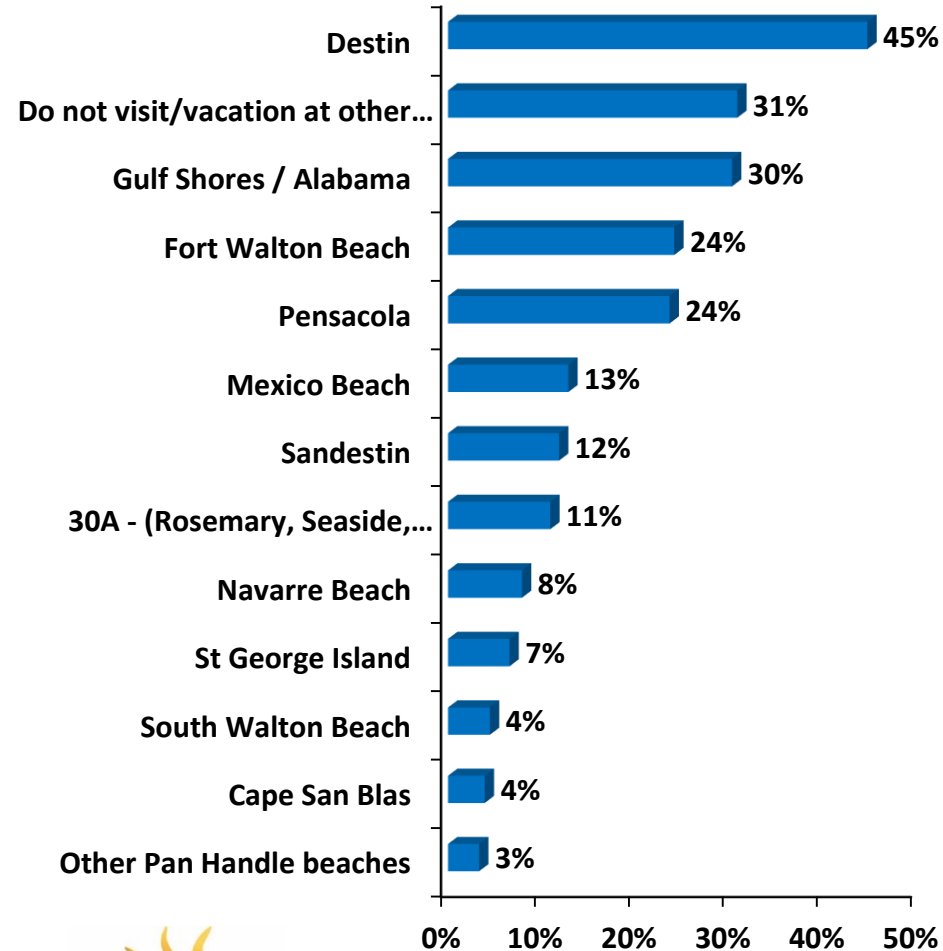 Destin 45%
Do not visit/vacation at other... 31%
Gulf Shores / Alabama 30%
Fort Walton Beach 24%
Pensacola 24%
Mexico Beach 13%
Sandestin 12%
30A - (Rosemary, Seaside,... 11%
Navarre Beach 8%
St George Island 7%
South Walton Beach 4%
Cape San Blas 4%
Other Pan Handle beaches 3%
0% 10% 20% 30% 40% 50%